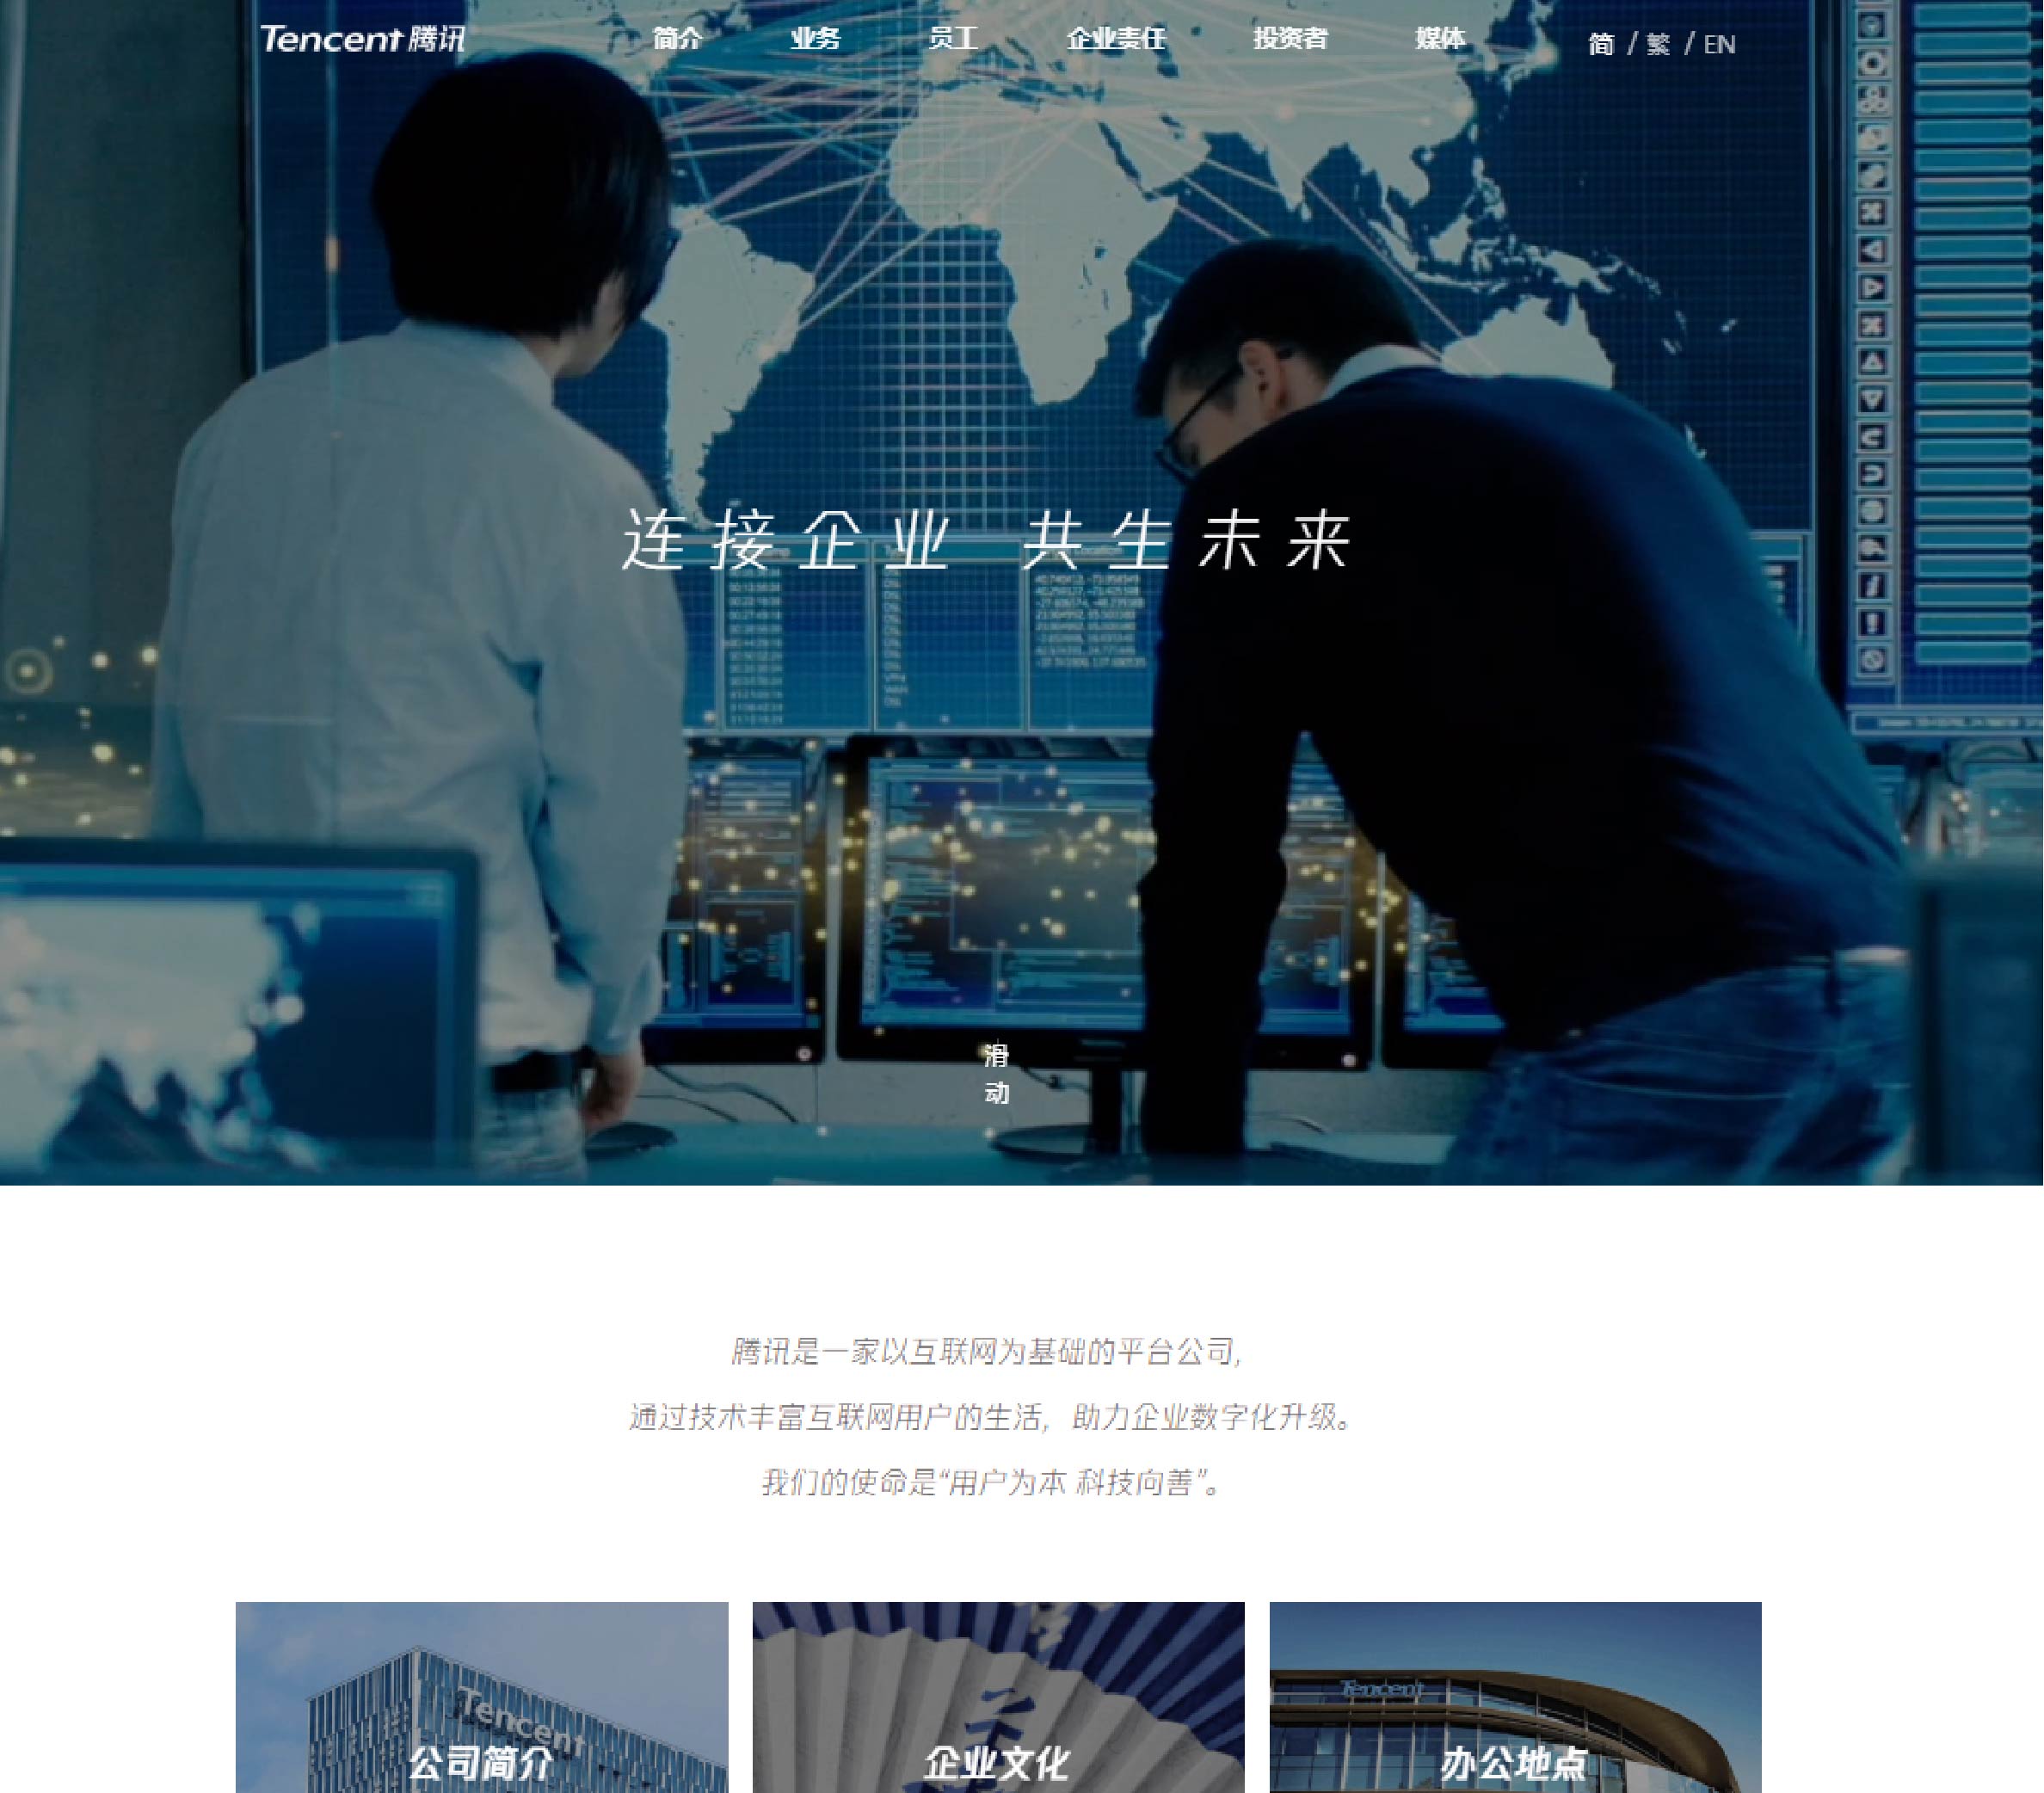 Tencent 腾讯 简介 业务 员工 企业责任 投资者 媒体 简 / 繁 / EN
连接企业 共生未来
滑
动
腾讯是一家以互联网为基础的平台公司,
通过技术丰富互联网用户的生活，助力企业数字化升级。
我们的使命是“用户为本 科技向善”。
Tencent
Tencent
公司简介 企业文化 办公地点